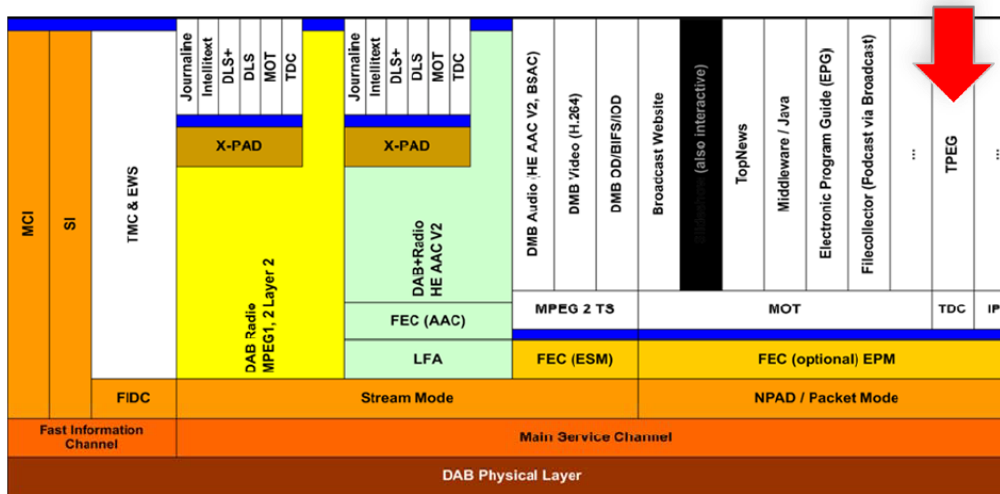 MCI
SI
TMC & EWS
Journaline
Intellitext
DLS+
DLS
MOT
TDC
X-PAD
DAB Radio
MPEG1, 2 Layer 2
Journaline
Intellitext
DLS+
DLS
MOT
TDC
X-PAD
DAB+Radio
HE AAC V2
FEC (AAC)
LFA
DMB Audio (HE AAC V2, BSAC)
DMB Video (H.264)
DMB DD/BIFS/IOD
MPEG 2 TS
FEC (ESM)
Broadcast Website
(also interactive)
TopNews
Middleware / Java
Electronic Program Guide (EPG)
Filecollector (Podcast via Broadcast)
...
TPEG
...
MOT
TDC
IP
FEC (optional) EPM
FIDC
Stream Mode
NPAD / Packet Mode
Fast Information
Channel
Main Service Channel
DAB Physical Layer